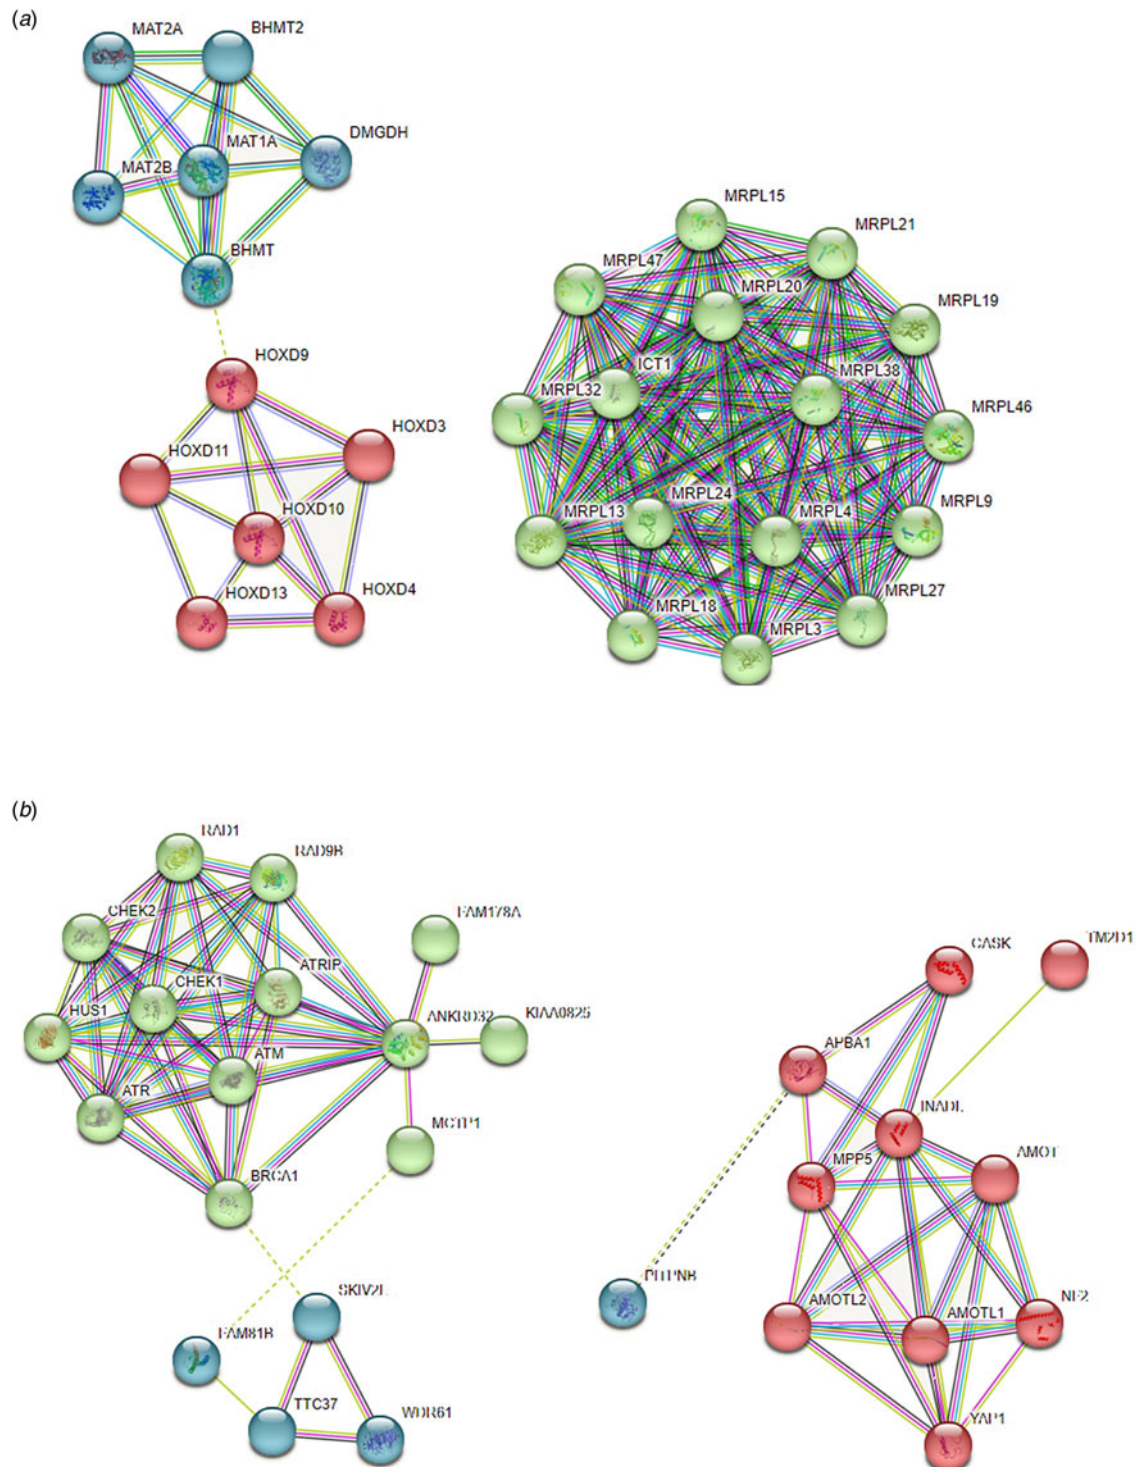 (a)
MAT2A
BHMT2
DMGDH
MAT1A
MAT2B
BHMT
HOXD9
HOXD3
HOXD11
HOXD10
HOXD13
HOXD4
MRPL15
MRPL21
MRPL47
MRPL20
MRPL19
ICT1
MRPL38
MRPL32
MRPL46
MRPL24
MRPL4
MRPL9
MRPL13
MRPL27
MRPL18
MRPL3
(b)
RAD1
RAD9B
CHEK2
FAM178A
ATRIP
CHEK1
HUS1
ANKRD32
KIAA0825
ATM
ATR
MCTP1
BRCA1
SKIV2L
FAM81B
TTC37
WDR61
CASK
TM2D1
APBA1
INADL
MPP5
AMOT
PITPNB
AMOTL2
AMOTL1
NF2
YAP1